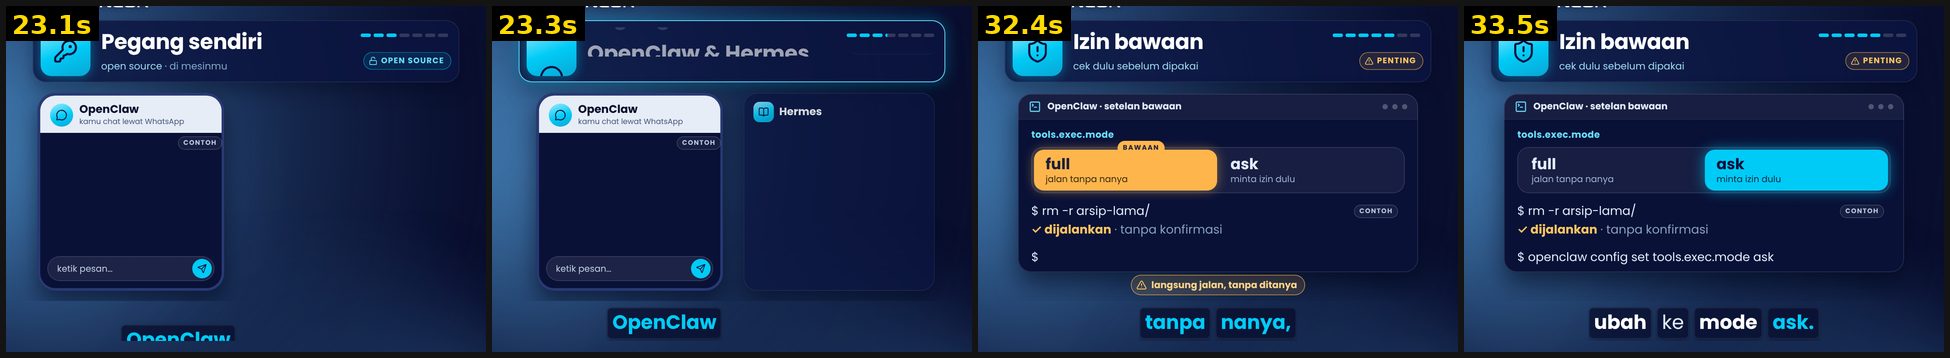 23.1s
Pegang sendiri
open source · di mesinmu
OPEN SOURCE
OpenClaw
kamu chat lewat WhatsApp
CONTOH
ketik pesan...
OpenClaw
23.3s
OpenClaw & Hermes
OpenClaw
kamu chat lewat WhatsApp
CONTOH
ketik pesan...
Hermes
OpenClaw
32.4s
Izin bawaan
cek dulu sebelum dipakai
PENTING
OpenClaw · setelan bawaan
tools.exec.mode
BAWAAN
full
jalan tanpa nanya
ask
minta izin dulu
$ rm -r arsip-lama/
CONTOH
✓ dijalankan · tanpa konfirmasi
$
langsung jalan, tanpa ditanya
tanpa nanya,
33.5s
Izin bawaan
cek dulu sebelum dipakai
PENTING
OpenClaw · setelan bawaan
tools.exec.mode
full
jalan tanpa nanya
ask
minta izin dulu
$ rm -r arsip-lama/
CONTOH
✓ dijalankan · tanpa konfirmasi
$ openclaw config set tools.exec.mode ask
ubah ke mode ask.